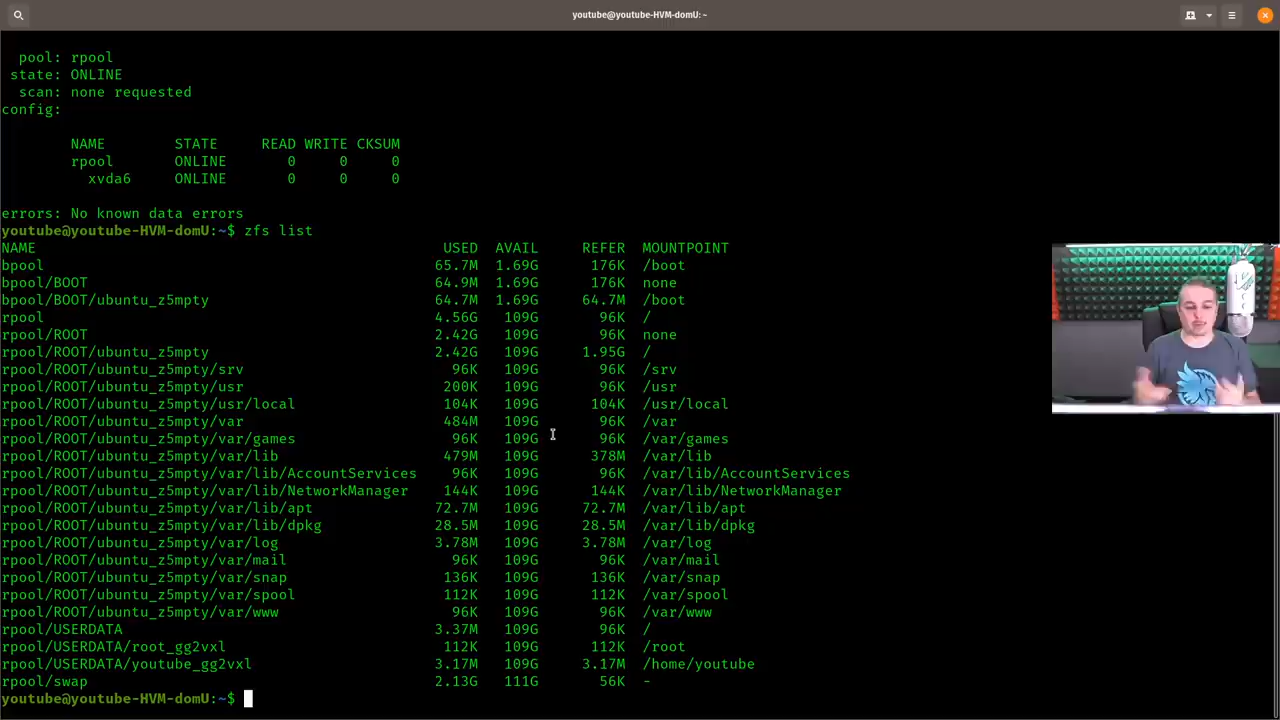 youtube@youtube-HVM-domU: ~
pool: rpool
state: ONLINE
scan: none requested
config:
NAME STATE READ WRITE CKSUM
rpool ONLINE 0 0 0
xvda6 ONLINE 0 0 0
errors: No known data errors
youtube@youtube-HVM-domU:~$ zfs list
NAME USED AVAIL REFER MOUNTPOINT
bpool 65.7M 1.69G 176K /boot
bpool/BOOT 64.9M 1.69G 176K none
bpool/BOOT/ubuntu_z5mpty 64.7M 1.69G 64.7M /boot
rpool 4.56G 109G 96K /
rpool/ROOT 2.42G 109G 96K none
rpool/ROOT/ubuntu_z5mpty 2.42G 109G 1.95G /
rpool/ROOT/ubuntu_z5mpty/srv 96K 109G 96K /srv
rpool/ROOT/ubuntu_z5mpty/usr 200K 109G 96K /usr
rpool/ROOT/ubuntu_z5mpty/usr/local 104K 109G 104K /usr/local
rpool/ROOT/ubuntu_z5mpty/var 484M 109G 96K /var
rpool/ROOT/ubuntu_z5mpty/var/games 96K 109G 96K /var/games
rpool/ROOT/ubuntu_z5mpty/var/lib 479M 109G 378M /var/lib
rpool/ROOT/ubuntu_z5mpty/var/lib/AccountServices 96K 109G 96K /var/lib/AccountServices
rpool/ROOT/ubuntu_z5mpty/var/lib/NetworkManager 144K 109G 144K /var/lib/NetworkManager
rpool/ROOT/ubuntu_z5mpty/var/lib/apt 72.7M 109G 72.7M /var/lib/apt
rpool/ROOT/ubuntu_z5mpty/var/lib/dpkg 28.5M 109G 28.5M /var/lib/dpkg
rpool/ROOT/ubuntu_z5mpty/var/log 3.78M 109G 3.78M /var/log
rpool/ROOT/ubuntu_z5mpty/var/mail 96K 109G 96K /var/mail
rpool/ROOT/ubuntu_z5mpty/var/snap 136K 109G 136K /var/snap
rpool/ROOT/ubuntu_z5mpty/var/spool 112K 109G 112K /var/spool
rpool/ROOT/ubuntu_z5mpty/var/www 96K 109G 96K /var/www
rpool/USERDATA 3.37M 109G 96K /
rpool/USERDATA/root_gg2vxl 112K 109G 112K /root
rpool/USERDATA/youtube_gg2vxl 3.17M 109G 3.17M /home/youtube
rpool/swap 2.13G 111G 56K -
youtube@youtube-HVM-domU:~$